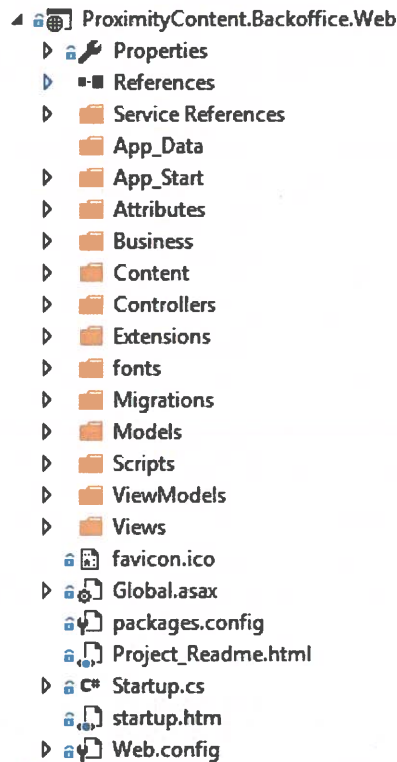 ProximityContent.Backoffice.Web
Properties
References
Service References
App_Data
App_Start
Attributes
Business
Content
Controllers
Extensions
fonts
Migrations
Models
Scripts
ViewModels
Views
favicon.ico
Global.asax
packages.config
Project_Readme.html
C# Startup.cs
startup.htm
Web.config